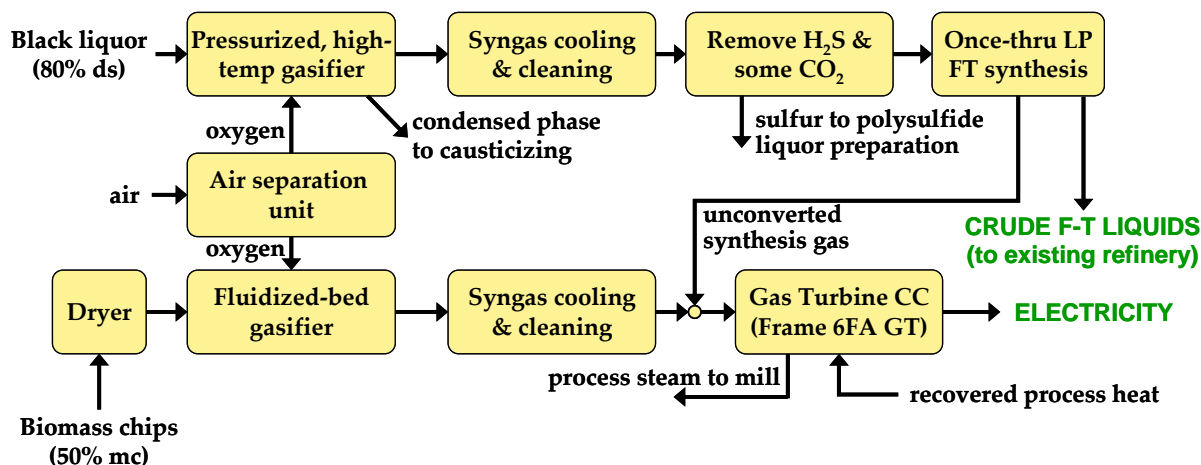 Black liquor
(80% ds)
Pressurized, high-
temp gasifier
Syngas cooling
& cleaning
Remove H₂S &
some CO₂
Once-thru LP
FT synthesis
oxygen
condensed phase
to causticizing
sulfur to polysulfide
liquor preparation
air
Air separation
unit
unconverted
synthesis gas
CRUDE F-T LIQUIDS
(to existing refinery)
oxygen
Dryer
Fluidized-bed
gasifier
Syngas cooling
& cleaning
Gas Turbine CC
(Frame 6FA GT)
ELECTRICITY
process steam to mill
recovered process heat
Biomass chips
(50% mc)